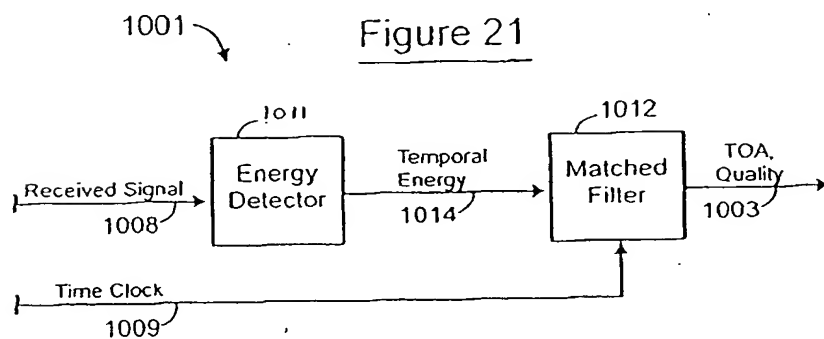 1001
Figure 21
1011
1012
Energy
Detector
Temporal
Energy
1014
Matched
Filter
TOA,
Quality
1003
Received Signal
1008
Time Clock
1009